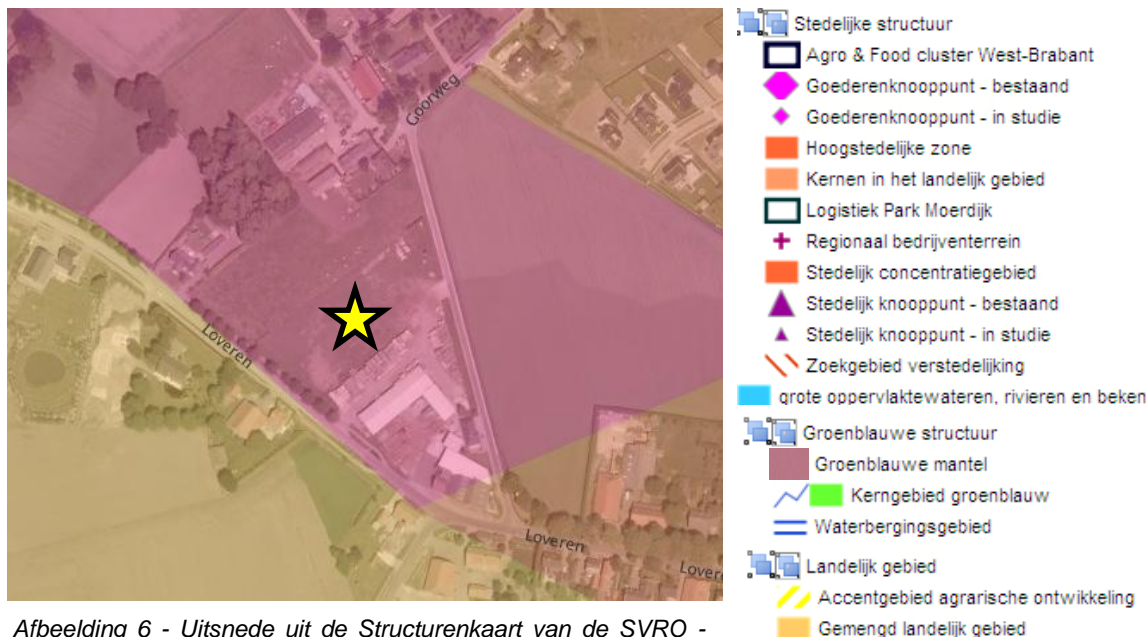 Goorweg
Loveren
Loveren
Lover
Afbeelding 6 - Uitsnede uit de Structurenkaart van de SVRO -
Stedelijke structuur
Agro & Food cluster West-Brabant
Goederenknooppunt - bestaand
Goederenknooppunt - in studie
Hoogstedelijke zone
Kernen in het landelijk gebied
Logistiek Park Moerdijk
Regionaal bedrijventerrein
Stedelijk concentratiegebied
Stedelijk knooppunt - bestaand
Stedelijk knooppunt - in studie
Zoekgebied verstedelijking
grote oppervlaktewateren, rivieren en beken
Groenblauwe structuur
Groenblauwe mantel
Kerngebied groenblauw
Waterbergingsgebied
Landelijk gebied
Accentgebied agrarische ontwikkeling
Gemengd landelijk gebied